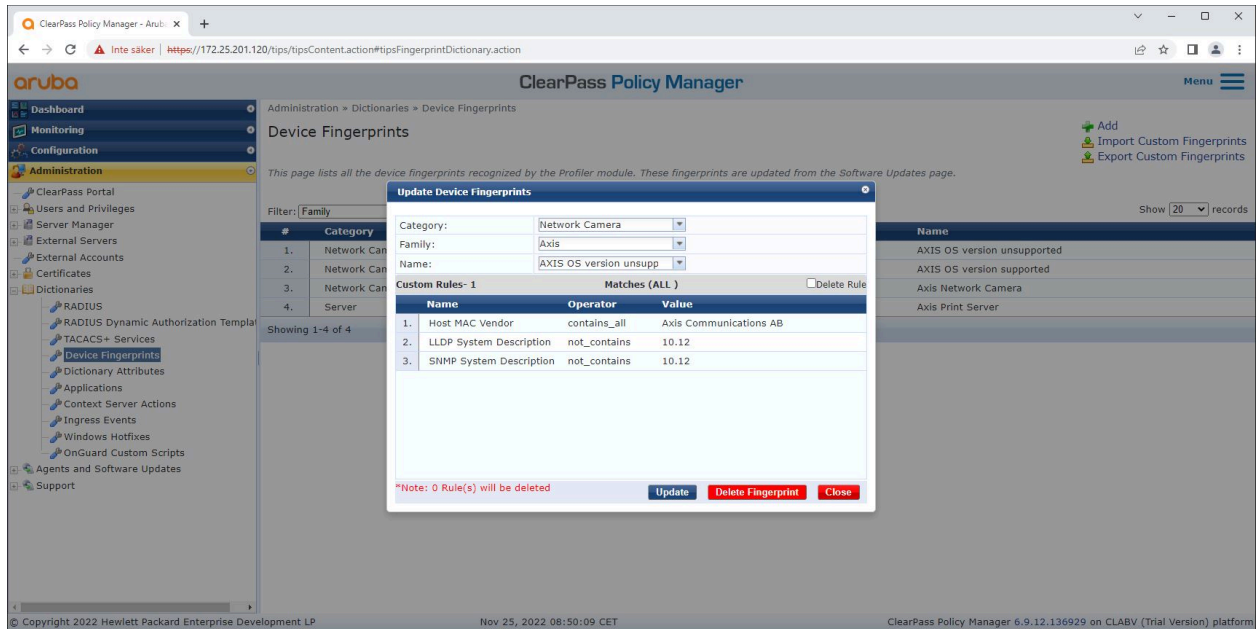 ClearPass Policy Manager - Arub
Inte säker | https://172.25.201.120/tips/tipsContent.action#tipsFingerprintDictionary.action
aruba
ClearPass Policy Manager
Menu
Dashboard
Monitoring
Configuration
Administration
ClearPass Portal
Users and Privileges
Server Manager
External Servers
External Accounts
Certificates
Dictionaries
RADIUS
RADIUS Dynamic Authorization Templat
TACACS+ Services
Device Fingerprints
Dictionary Attributes
Applications
Context Server Actions
Ingress Events
Windows Hotfixes
OnGuard Custom Scripts
Agents and Software Updates
Support
Administration » Dictionaries » Device Fingerprints
Device Fingerprints
Add
Import Custom Fingerprints
Export Custom Fingerprints
This page lists all the device fingerprints recognized by the Profiler module. These fingerprints are updated from the Software Updates page.
Filter: Family
Show 20 records
# Category Name
1. Network Cam AXIS OS version unsupported
2. Network Cam AXIS OS version supported
3. Network Cam Axis Network Camera
4. Server Axis Print Server
Showing 1-4 of 4
Update Device Fingerprints
Category: Network Camera
Family: Axis
Name: AXIS OS version unsupp
Custom Rules- 1 Matches (ALL ) Delete Rule
Name Operator Value
1. Host MAC Vendor contains_all Axis Communications AB
2. LLDP System Description not_contains 10.12
3. SNMP System Description not_contains 10.12
*Note: 0 Rule(s) will be deleted
Update Delete Fingerprint Close
© Copyright 2022 Hewlett Packard Enterprise Development LP Nov 25, 2022 08:50:09 CET ClearPass Policy Manager 6.9.12.136929 on CLABV (Trial Version) platform